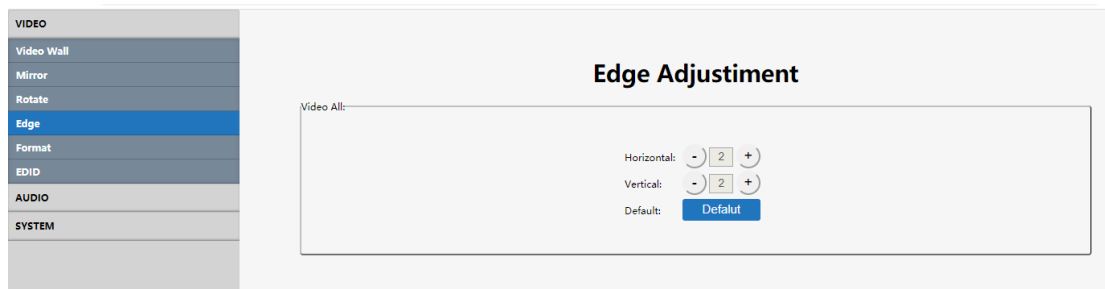 VIDEO
Video Wall
Mirror
Rotate
Edge
Format
EDID
AUDIO
SYSTEM
Edge Adjustiment
Video All:
Horizontal: - 2 +
Vertical: - 2 +
Default: Defalut